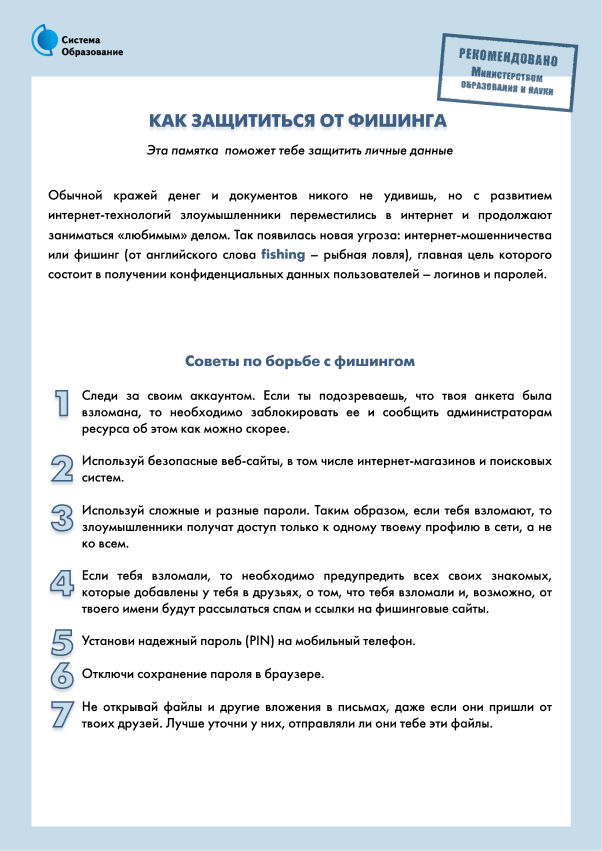 Система
Образование
РЕКОМЕНДОВАНО
Министерством
образования и науки
КАК ЗАЩИТИТЬСЯ ОТ ФИШИНГА
Эта памятка поможет тебе защитить личные данные
Обычной кражей денег и документов никого не удивишь, но с развитием
интернет-технологий злоумышленники переместились в интернет и продолжают
заниматься «любимым» делом. Так появилась новая угроза: интернет-мошенничества
или фишинг (от английского слова fishing – рыбная ловля), главная цель которого
состоит в получении конфиденциальных данных пользователей – логинов и паролей.
Советы по борьбе с фишингом
1 Следи за своим аккаунтом. Если ты подозреваешь, что твоя анкета была
взломана, то необходимо заблокировать ее и сообщить администраторам
ресурса об этом как можно скорее.
2 Используй безопасные веб-сайты, в том числе интернет-магазинов и поисковых
систем.
3 Используй сложные и разные пароли. Таким образом, если тебя взломают, то
злоумышленники получат доступ только к одному твоему профилю в сети, а не
ко всем.
4 Если тебя взломали, то необходимо предупредить всех своих знакомых,
которые добавлены у тебя в друзьях, о том, что тебя взломали и, возможно, от
твоего имени будут рассылаться спам и ссылки на фишинговые сайты.
5 Установи надежный пароль (PIN) на мобильный телефон.
6 Отключи сохранение пароля в браузере.
7 Не открывай файлы и другие вложения в письмах, даже если они пришли от
твоих друзей. Лучше уточни у них, отправляли ли они тебе эти файлы.